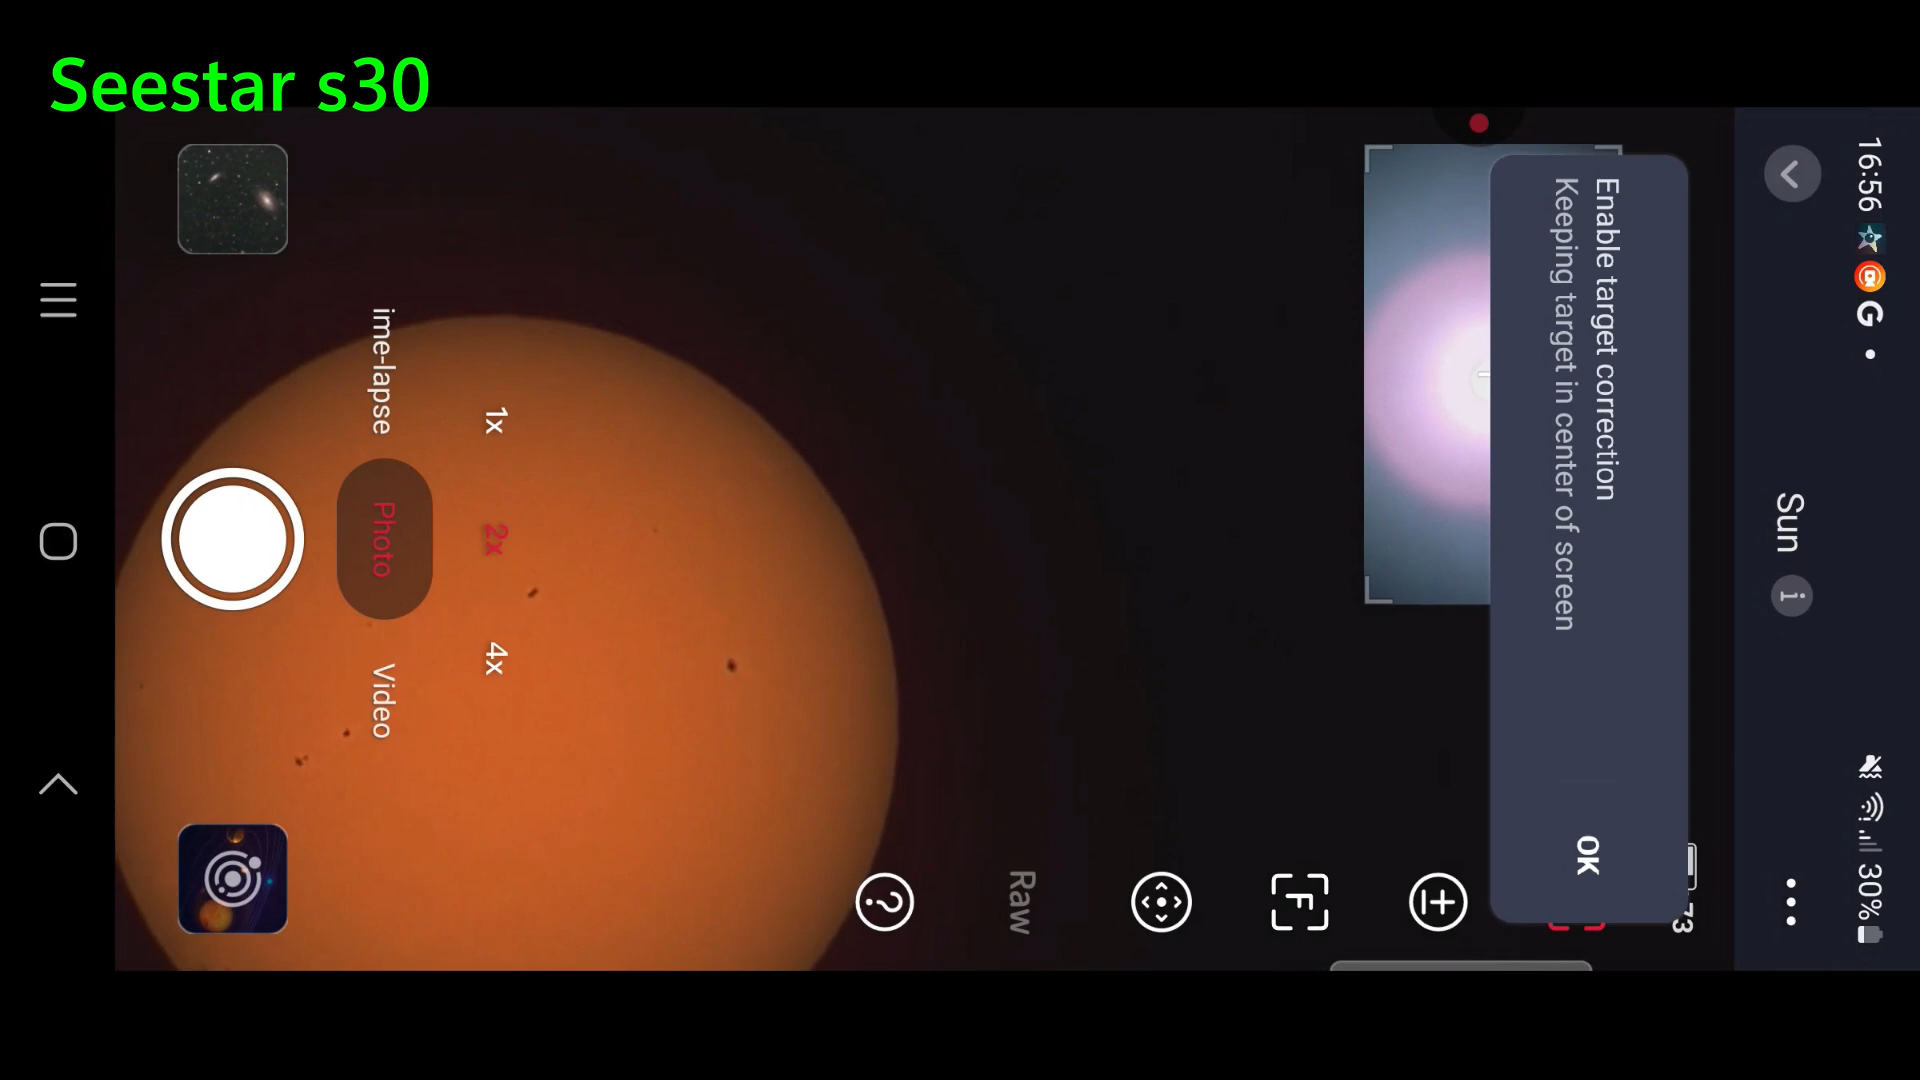 Seestar s30
16:56
G
30%
Sun
Enable target correction
Keeping target in center of screen
OK
73
Raw
1x
2x
4x
ime-lapse
Photo
Video